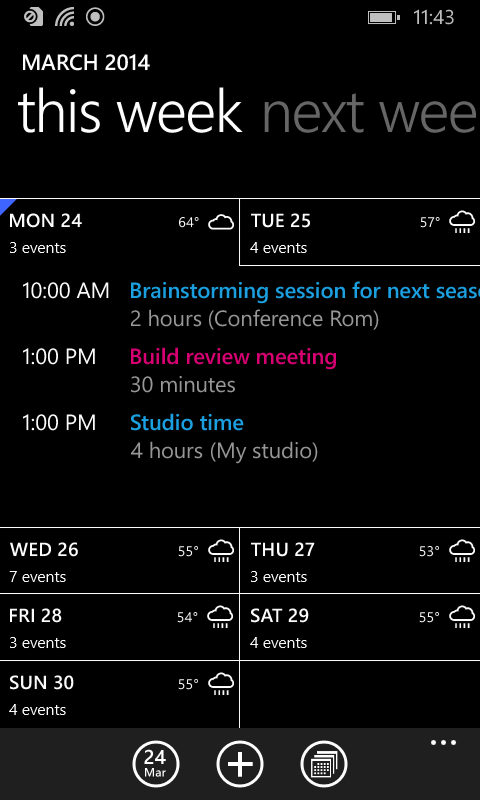 11:43
MARCH 2014
this week next wee
MON 24 64°
3 events
TUE 25 57°
4 events
10:00 AM Brainstorming session for next seas
2 hours (Conference Rom)
1:00 PM Build review meeting
30 minutes
1:00 PM Studio time
4 hours (My studio)
WED 26 55°
7 events
THU 27 53°
3 events
FRI 28 54°
3 events
SAT 29 55°
4 events
SUN 30 55°
4 events
24
Mar